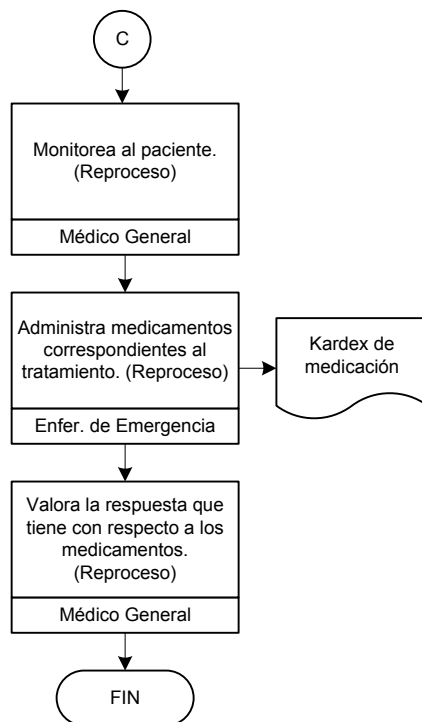 C
Monitorea al paciente.
(Reproceso)
Médico General
Administra medicamentos
correspondientes al
tratamiento. (Reproceso)
Enfer. de Emergencia
Kardex de
medicación
Valora la respuesta que
tiene con respecto a los
medicamentos.
(Reproceso)
Médico General
FIN